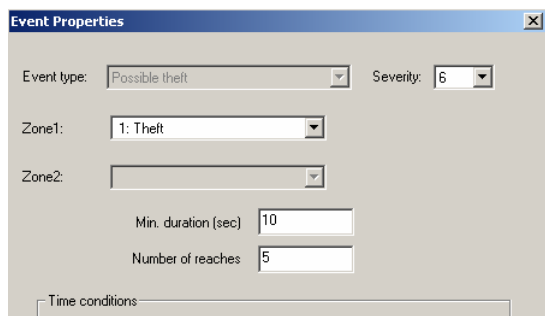 Event Properties
Event type: Possible theft Severity: 6
Zone1: 1: Theft
Zone2:
Min. duration (sec) 10
Number of reaches 5
Time conditions